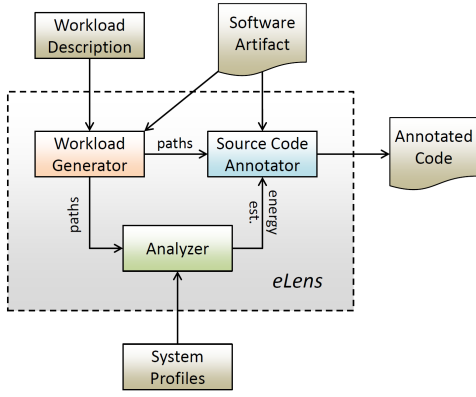 Workload
Description
Software
Artifact
Workload
Generator
paths
Source Code
Annotator
Annotated
Code
paths
energy
est.
Analyzer
eLens
System
Profiles